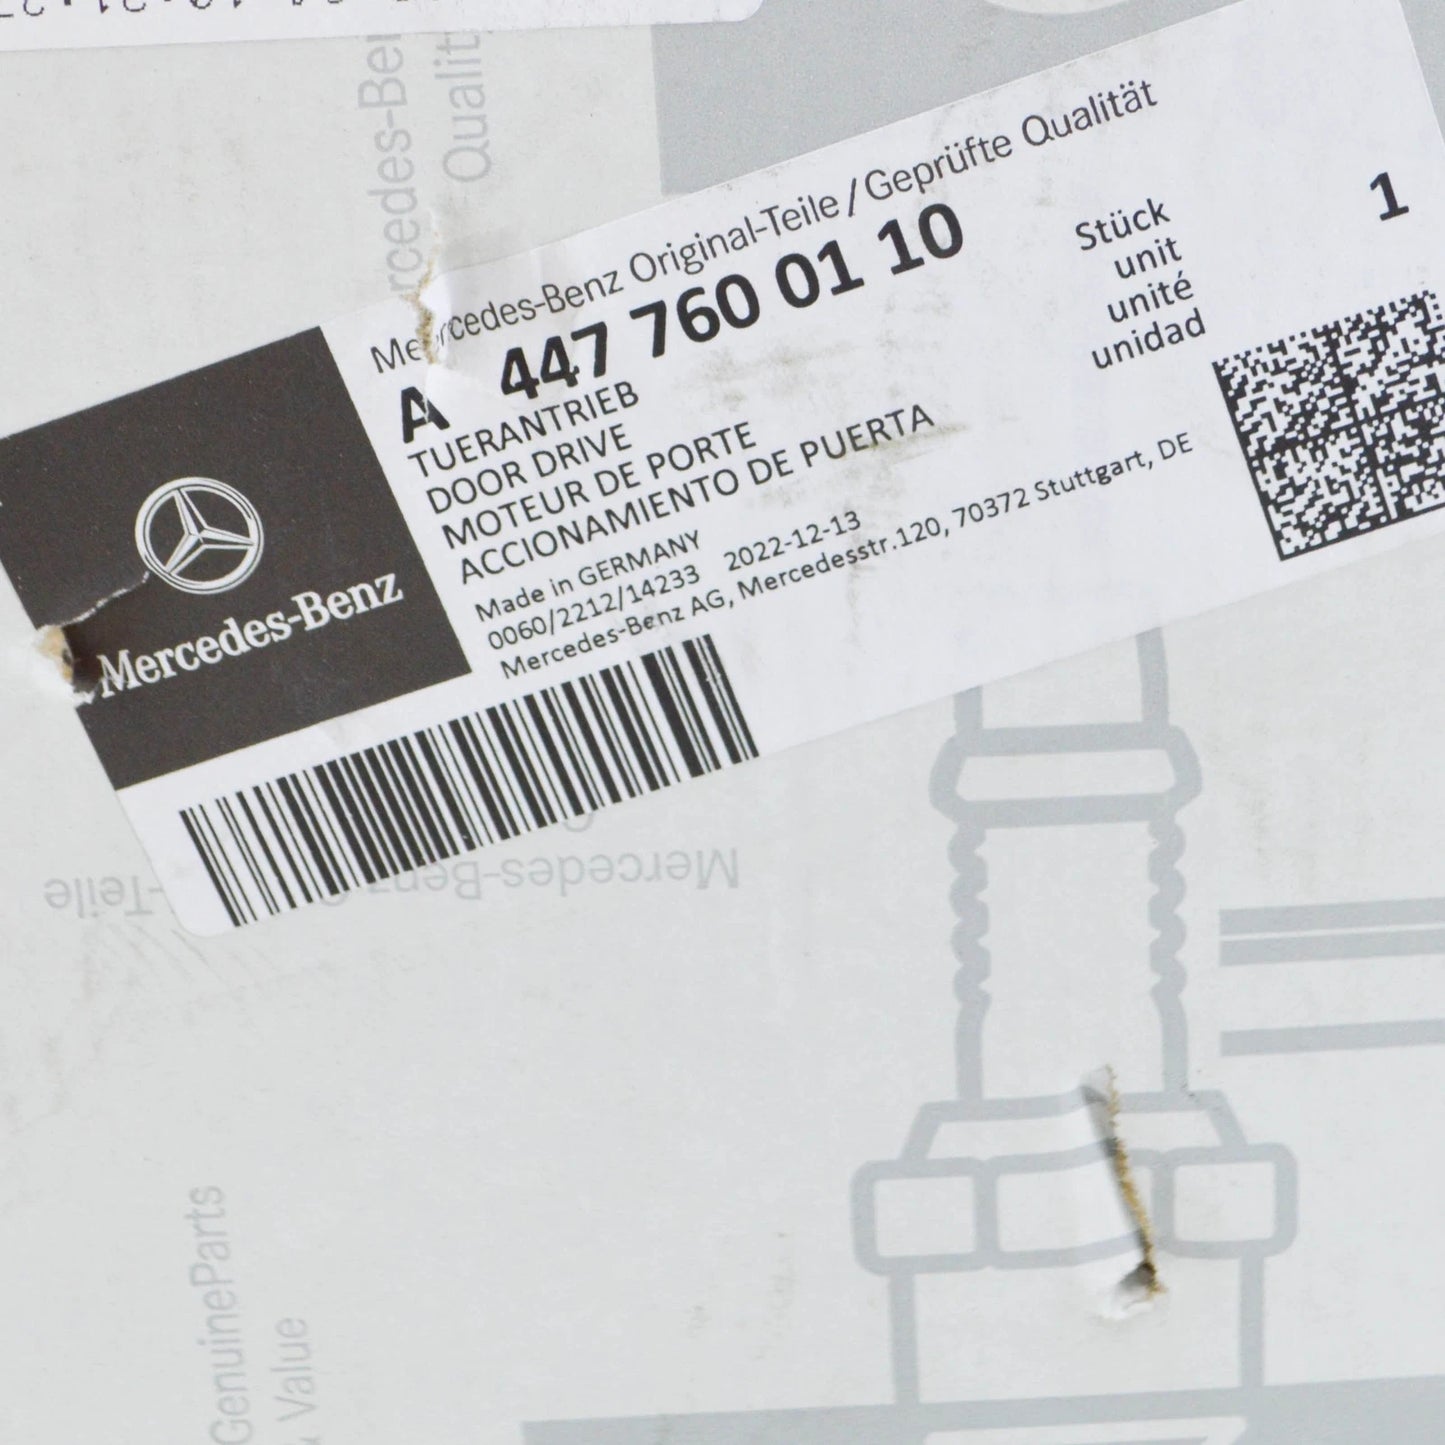 Mercedes-Benz Original-Teile / Geprüfte Qualität
A 447 760 01 10
TUERANTRIEB
DOOR DRIVE
MOTEUR DE PORTE
ACCIONAMIENTO DE PUERTA
Made in GERMANY
0060/2212/14233 2022-12-13
Mercedes-Benz AG, Mercedesstr.120, 70372 Stuttgart, DE
Stück 1
unit
unité
unidad
Mercedes-Benz
Mercedes-Benz
-Teile
GenuineParts
Value